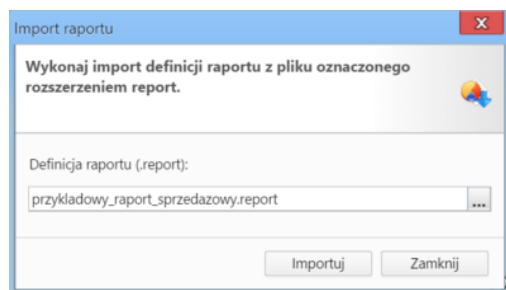 Import raportu
Wykonaj import definicji raportu z pliku oznaczonego
rozszerzeniem report.
Definicja raportu (.report):
przykladowy_raport_sprzedazowy.report
...
Importuj
Zamknij